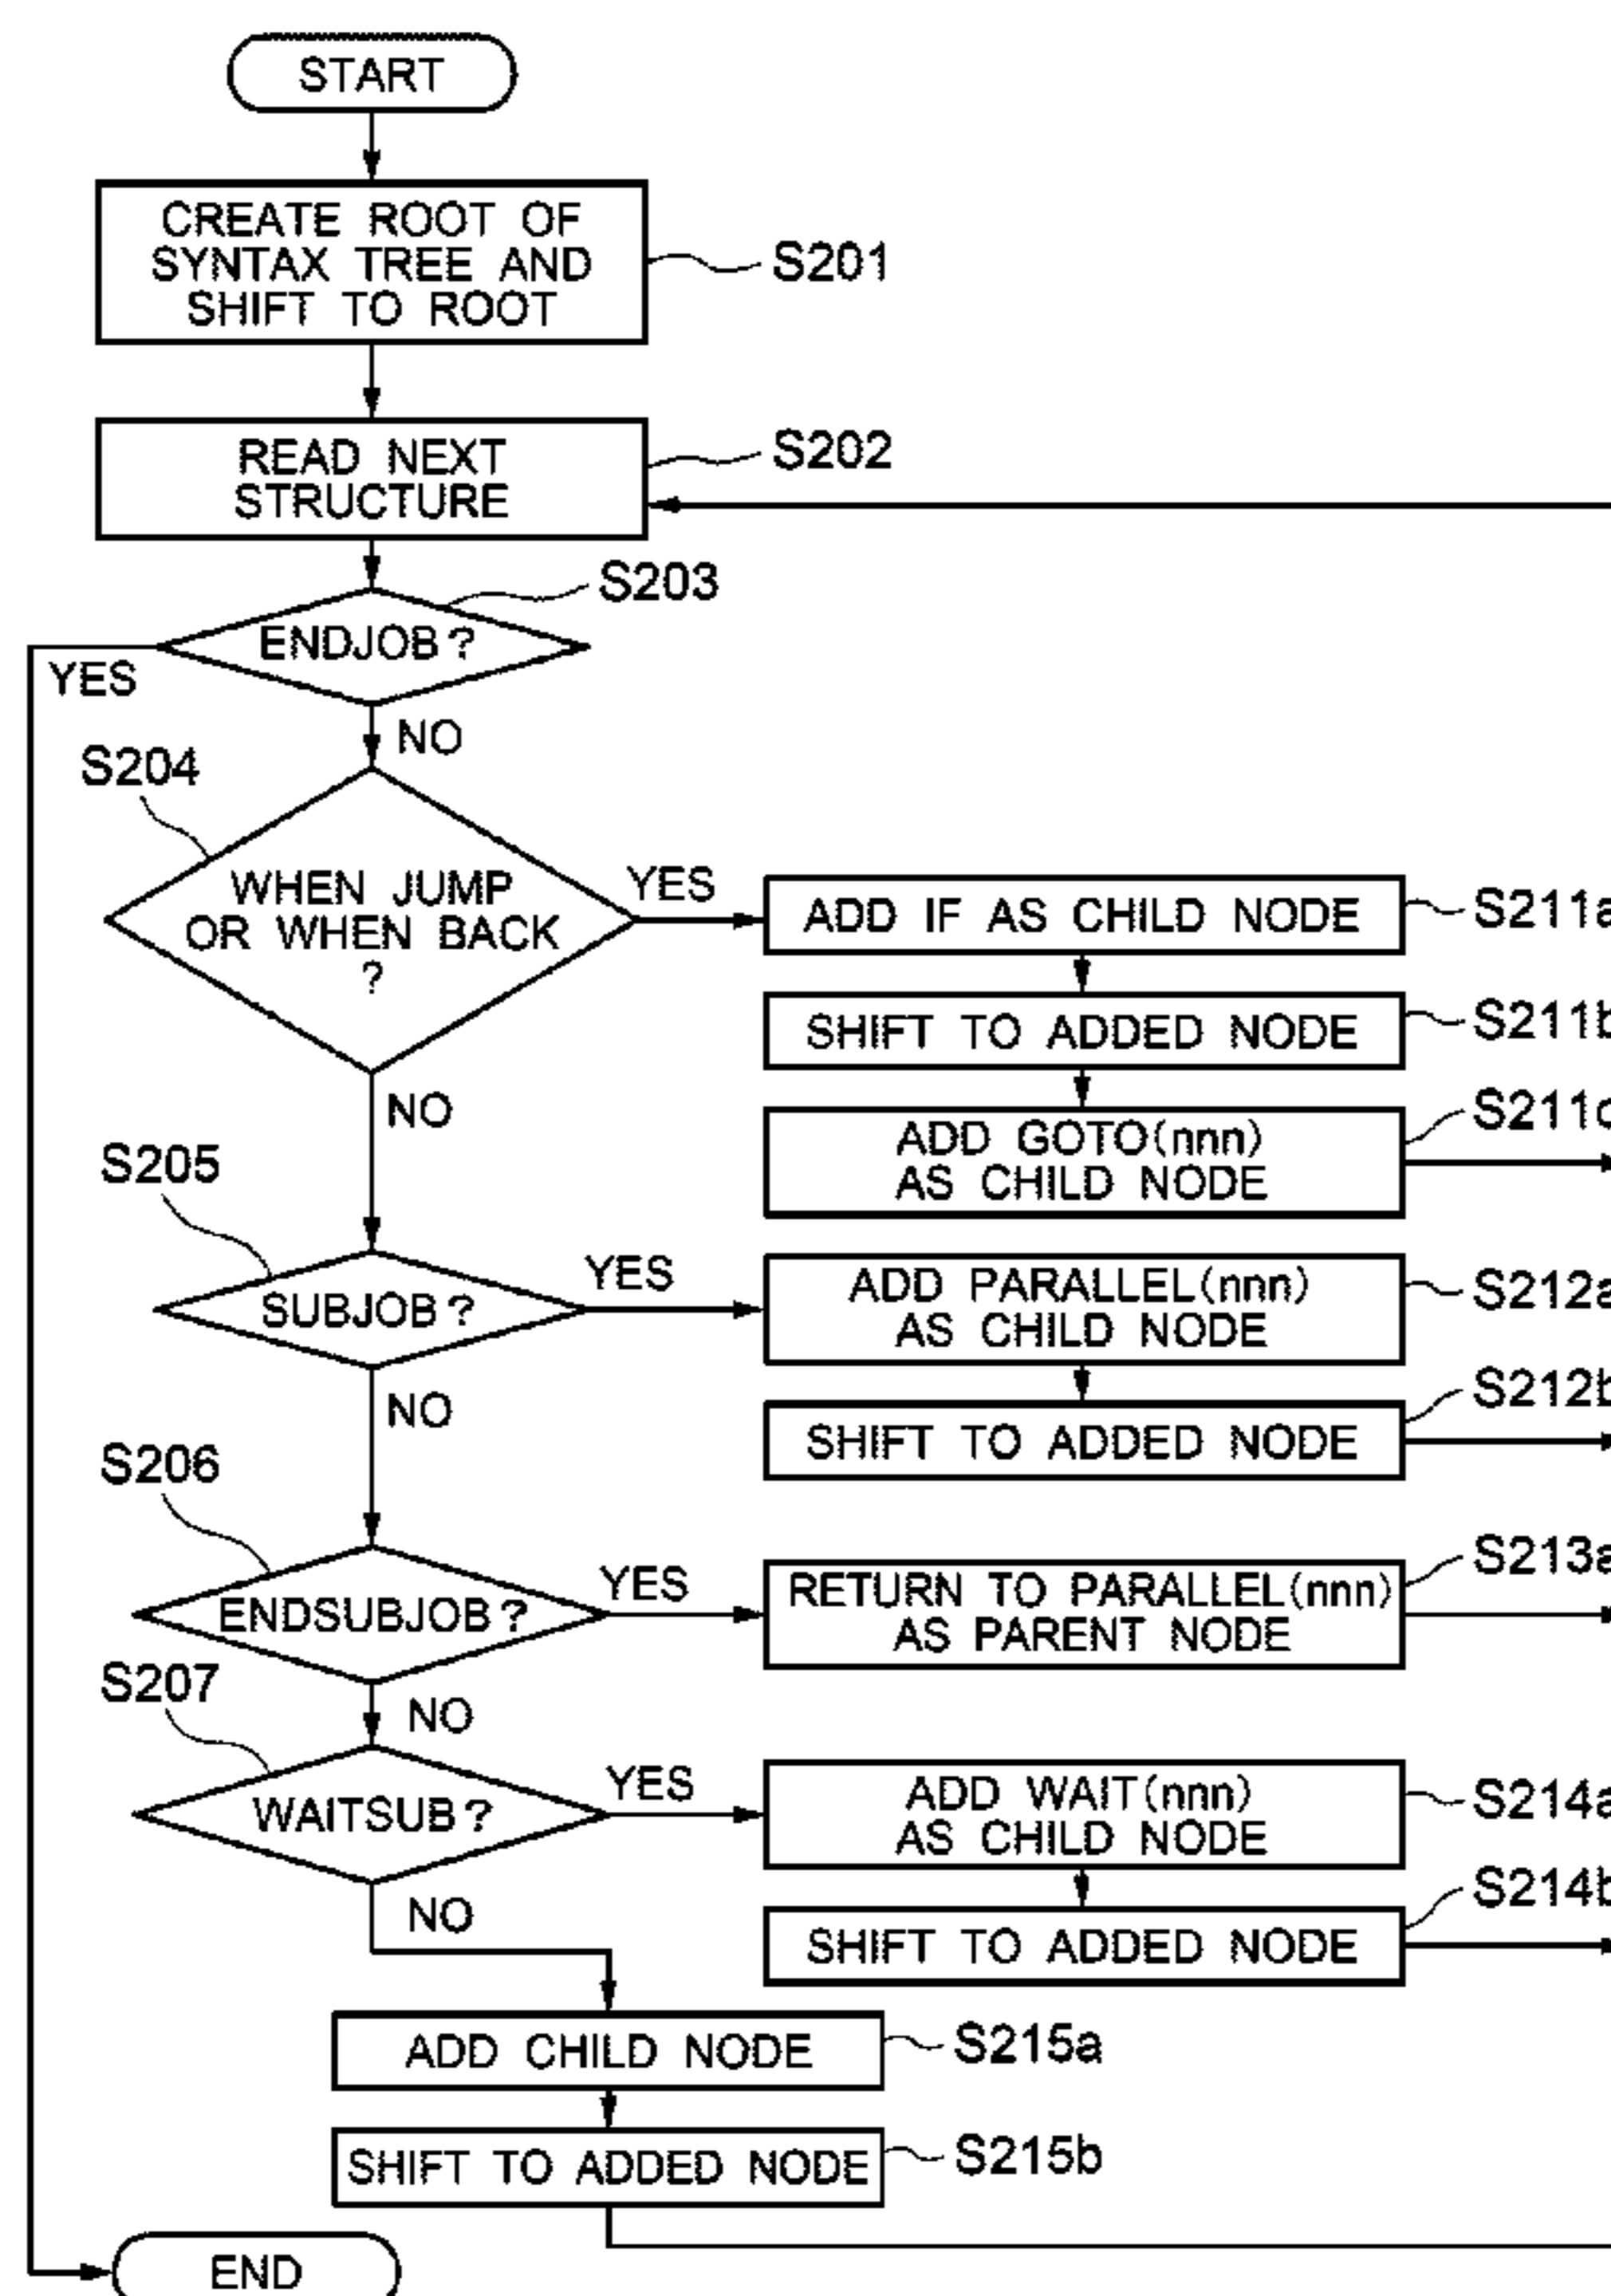 START
CREATE ROOT OF
SYNTAX TREE AND
SHIFT TO ROOT
S201
READ NEXT
STRUCTURE
S202
S203
ENDJOB?
YES
NO
S204
WHEN JUMP
OR WHEN BACK
?
YES
ADD IF AS CHILD NODE
S211a
SHIFT TO ADDED NODE
S211b
NO
ADD GOTO(nnn)
AS CHILD NODE
S211c
S205
SUBJOB?
YES
ADD PARALLEL(nnn)
AS CHILD NODE
S212a
NO
SHIFT TO ADDED NODE
S212b
S206
ENDSUBJOB?
YES
RETURN TO PARALLEL(nnn)
AS PARENT NODE
S213a
S207
NO
WAITSUB?
YES
ADD WAIT(nnn)
AS CHILD NODE
S214a
NO
SHIFT TO ADDED NODE
S214b
ADD CHILD NODE
S215a
SHIFT TO ADDED NODE
S215b
END